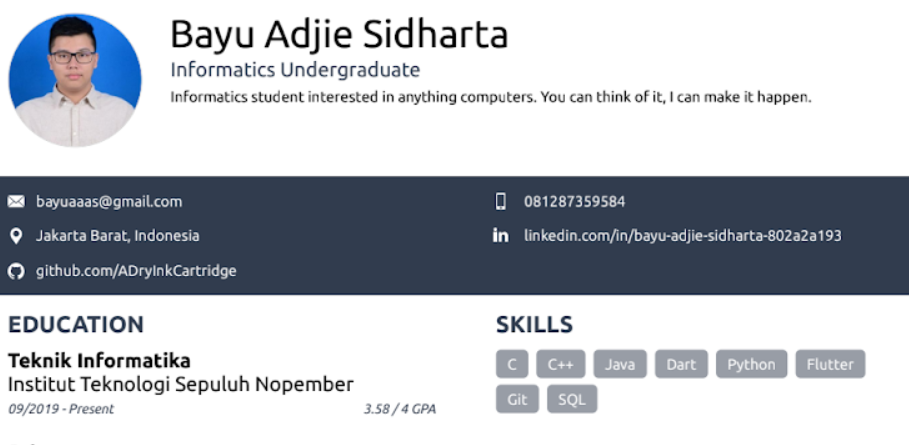 Bayu Adjie Sidharta
Informatics Undergraduate
Informatics student interested in anything computers. You can think of it, I can make it happen.
bayuaaas@gmail.com
081287359584
Jakarta Barat, Indonesia
linkedin.com/in/bayu-adjie-sidharta-802a2a193
github.com/ADryInkCartridge
EDUCATION
Teknik Informatika
Institut Teknologi Sepuluh Nopember
09/2019 - Present
3.58 / 4 GPA
SKILLS
C C++ Java Dart Python Flutter
Git SQL